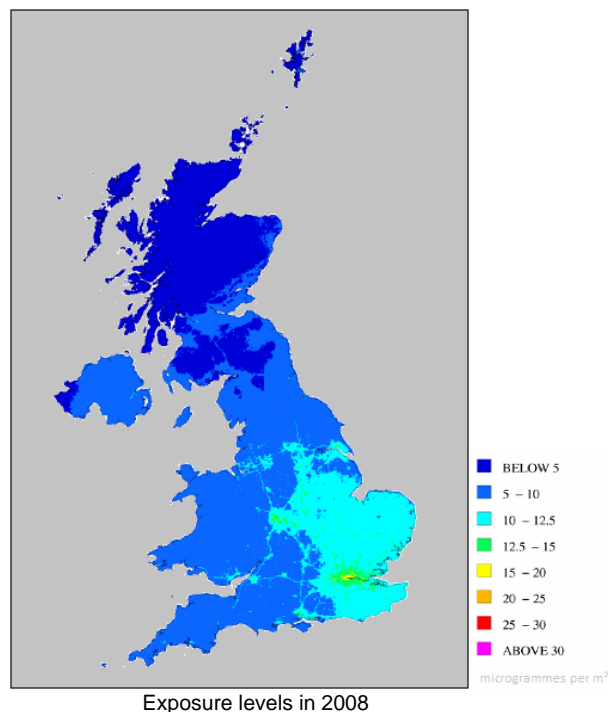 BELOW 5
5 – 10
10 – 12.5
12.5 – 15
15 – 20
20 – 25
25 – 30
ABOVE 30
microgrammes per m³
Exposure levels in 2008